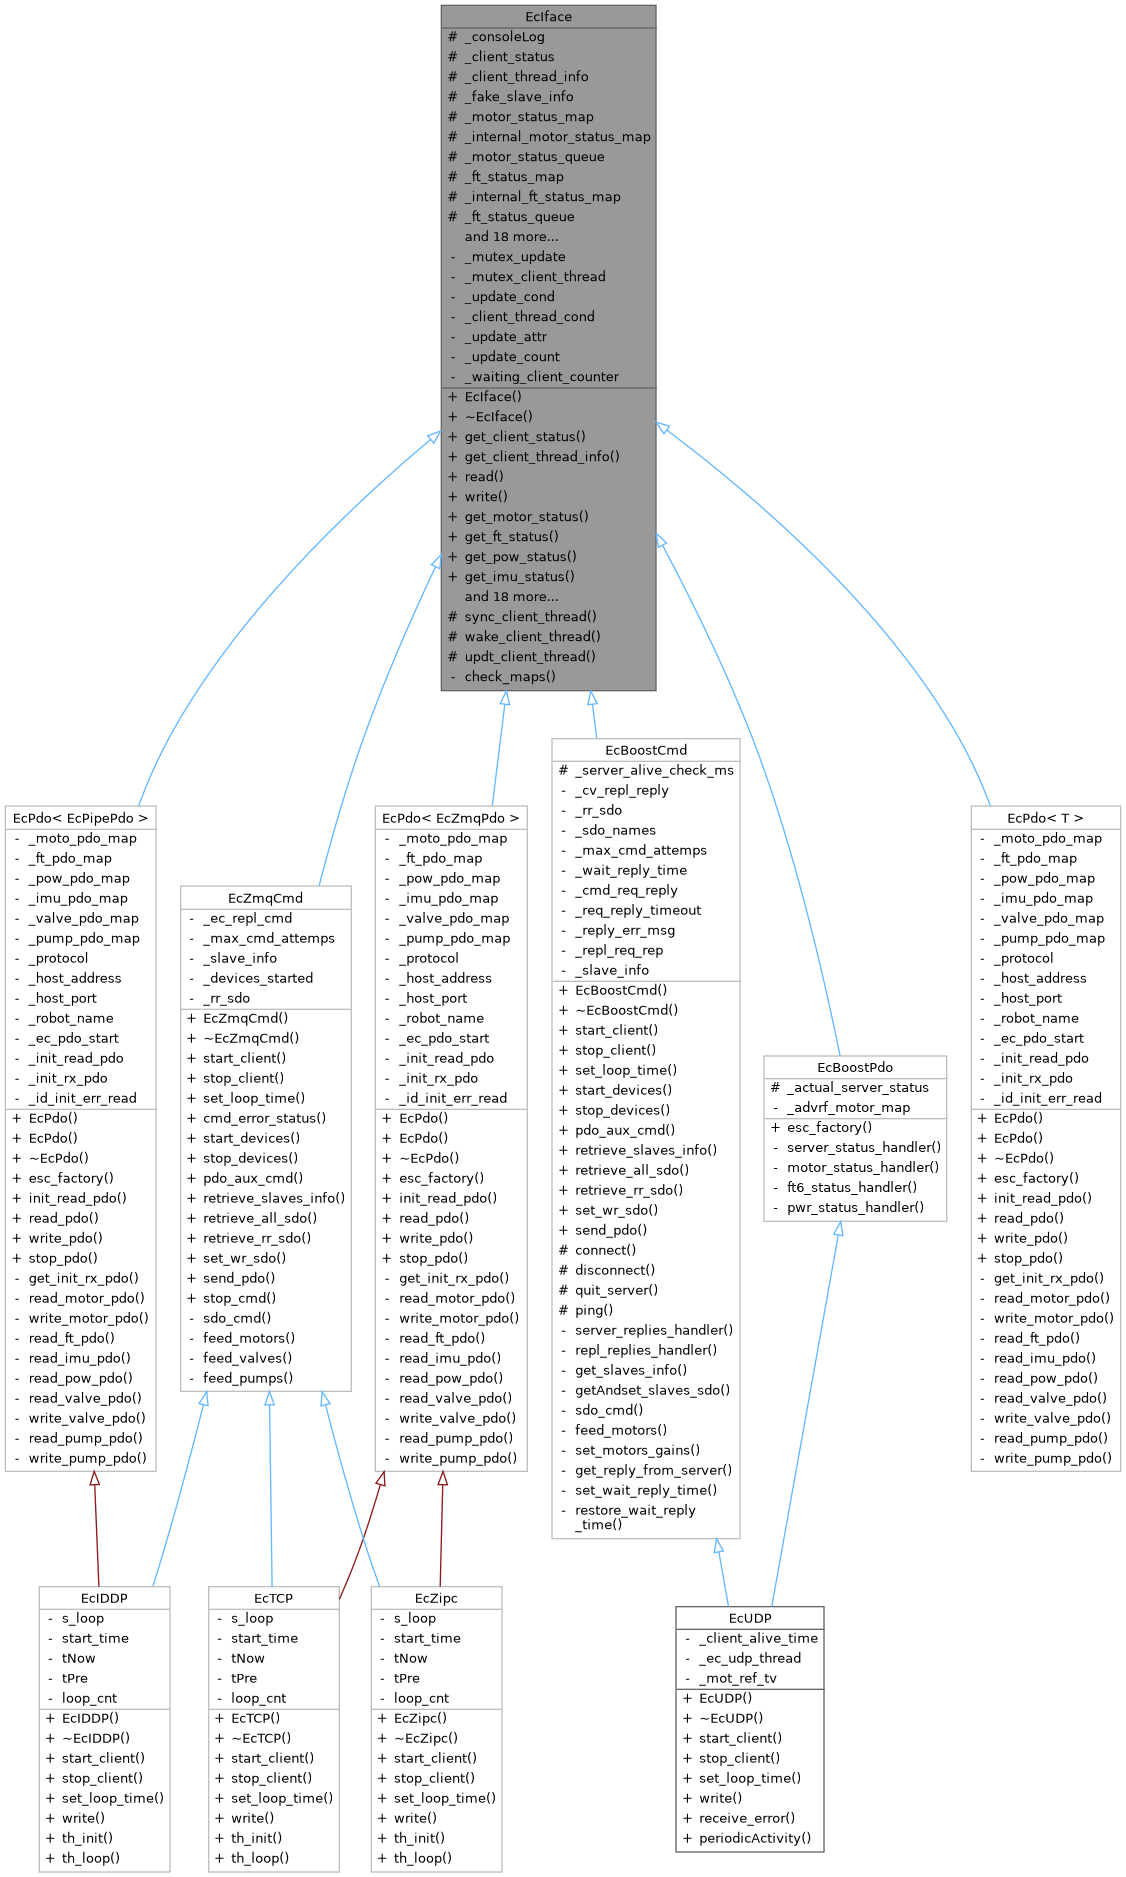 EcIface
# _consoleLog
# _client_status
# _client_thread_info
# _fake_slave_info
# _motor_status_map
# _internal_motor_status_map
# _motor_status_queue
# _ft_status_map
# _internal_ft_status_map
# _ft_status_queue
and 18 more...
- _mutex_update
- _mutex_client_thread
- _update_cond
- _client_thread_cond
- _update_attr
- _update_count
- _waiting_client_counter
+ EcIface()
+ ~EcIface()
+ get_client_status()
+ get_client_thread_info()
+ read()
+ write()
+ get_motor_status()
+ get_ft_status()
+ get_pow_status()
+ get_imu_status()
and 18 more...
# sync_client_thread()
# wake_client_thread()
# updt_client_thread()
- check_maps()
EcPdo< EcPipePdo >
- _moto_pdo_map
- _ft_pdo_map
- _pow_pdo_map
- _imu_pdo_map
- _valve_pdo_map
- _pump_pdo_map
- _protocol
- _host_address
- _host_port
- _robot_name
- _ec_pdo_start
- _init_read_pdo
- _init_rx_pdo
- _id_init_err_read
+ EcPdo()
+ EcPdo()
+ ~EcPdo()
+ esc_factory()
+ init_read_pdo()
+ read_pdo()
+ write_pdo()
+ stop_pdo()
- get_init_rx_pdo()
- read_motor_pdo()
- write_motor_pdo()
- read_ft_pdo()
- read_imu_pdo()
- read_pow_pdo()
- read_valve_pdo()
- write_valve_pdo()
- read_pump_pdo()
- write_pump_pdo()
EcZmqCmd
- _ec_repl_cmd
- _max_cmd_attemps
- _slave_info
- _devices_started
- _rr_sdo
+ EcZmqCmd()
+ ~EcZmqCmd()
+ start_client()
+ stop_client()
+ set_loop_time()
+ cmd_error_status()
+ start_devices()
+ stop_devices()
+ pdo_aux_cmd()
+ retrieve_slaves_info()
+ retrieve_all_sdo()
+ retrieve_rr_sdo()
+ set_wr_sdo()
+ send_pdo()
+ stop_cmd()
- sdo_cmd()
- feed_motors()
- feed_valves()
- feed_pumps()
EcPdo< EcZmqPdo >
- _moto_pdo_map
- _ft_pdo_map
- _pow_pdo_map
- _imu_pdo_map
- _valve_pdo_map
- _pump_pdo_map
- _protocol
- _host_address
- _host_port
- _robot_name
- _ec_pdo_start
- _init_read_pdo
- _init_rx_pdo
- _id_init_err_read
+ EcPdo()
+ EcPdo()
+ ~EcPdo()
+ esc_factory()
+ init_read_pdo()
+ read_pdo()
+ write_pdo()
+ stop_pdo()
- get_init_rx_pdo()
- read_motor_pdo()
- write_motor_pdo()
- read_ft_pdo()
- read_imu_pdo()
- read_pow_pdo()
- read_valve_pdo()
- write_valve_pdo()
- read_pump_pdo()
- write_pump_pdo()
EcBoostCmd
# _server_alive_check_ms
- _cv_repl_reply
- _rr_sdo
- _sdo_names
- _max_cmd_attemps
- _wait_reply_time
- _cmd_req_reply
- _req_reply_timeout
- _reply_err_msg
- _repl_req_rep
- _slave_info
+ EcBoostCmd()
+ ~EcBoostCmd()
+ start_client()
+ stop_client()
+ set_loop_time()
+ start_devices()
+ stop_devices()
+ pdo_aux_cmd()
+ retrieve_slaves_info()
+ retrieve_all_sdo()
+ retrieve_rr_sdo()
+ set_wr_sdo()
+ send_pdo()
# connect()
# disconnect()
# quit_server()
# ping()
- server_replies_handler()
- repl_replies_handler()
- get_slaves_info()
- getAndset_slaves_sdo()
- sdo_cmd()
- feed_motors()
- set_motors_gains()
- get_reply_from_server()
- set_wait_reply_time()
- restore_wait_reply
_time()
EcBoostPdo
# _actual_server_status
- _advrf_motor_map
+ esc_factory()
- server_status_handler()
- motor_status_handler()
- ft6_status_handler()
- pwr_status_handler()
EcPdo< T >
- _moto_pdo_map
- _ft_pdo_map
- _pow_pdo_map
- _imu_pdo_map
- _valve_pdo_map
- _pump_pdo_map
- _protocol
- _host_address
- _host_port
- _robot_name
- _ec_pdo_start
- _init_read_pdo
- _init_rx_pdo
- _id_init_err_read
+ EcPdo()
+ EcPdo()
+ ~EcPdo()
+ esc_factory()
+ init_read_pdo()
+ read_pdo()
+ write_pdo()
+ stop_pdo()
- get_init_rx_pdo()
- read_motor_pdo()
- write_motor_pdo()
- read_ft_pdo()
- read_imu_pdo()
- read_pow_pdo()
- read_valve_pdo()
- write_valve_pdo()
- read_pump_pdo()
- write_pump_pdo()
EcIDDP
- s_loop
- start_time
- tNow
- tPre
- loop_cnt
+ EcIDDP()
+ ~EcIDDP()
+ start_client()
+ stop_client()
+ set_loop_time()
+ write()
+ th_init()
+ th_loop()
EcTCP
- s_loop
- start_time
- tNow
- tPre
- loop_cnt
+ EcTCP()
+ ~EcTCP()
+ start_client()
+ stop_client()
+ set_loop_time()
+ write()
+ th_init()
+ th_loop()
EcZipc
- s_loop
- start_time
- tNow
- tPre
- loop_cnt
+ EcZipc()
+ ~EcZipc()
+ start_client()
+ stop_client()
+ set_loop_time()
+ write()
+ th_init()
+ th_loop()
EcUDP
- _client_alive_time
- _ec_udp_thread
- _mot_ref_tv
+ EcUDP()
+ ~EcUDP()
+ start_client()
+ stop_client()
+ set_loop_time()
+ write()
+ receive_error()
+ periodicActivity()